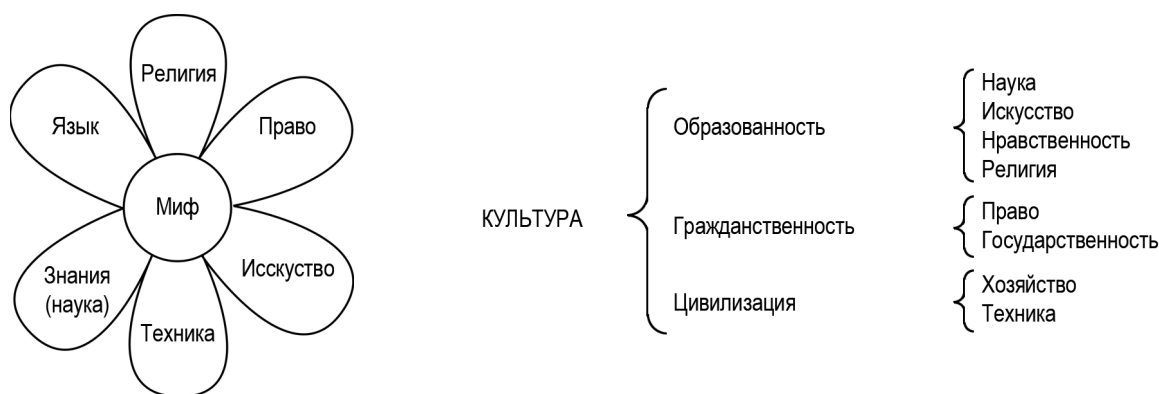 Религия
Язык
Право
Миф
Знания
(наука)
Исскуство
Техника
КУЛЬТУРА
Образованность
Гражданственность
Цивилизация
Наука
Искусство
Нравственность
Религия
Право
Государственность
Хозяйство
Техника